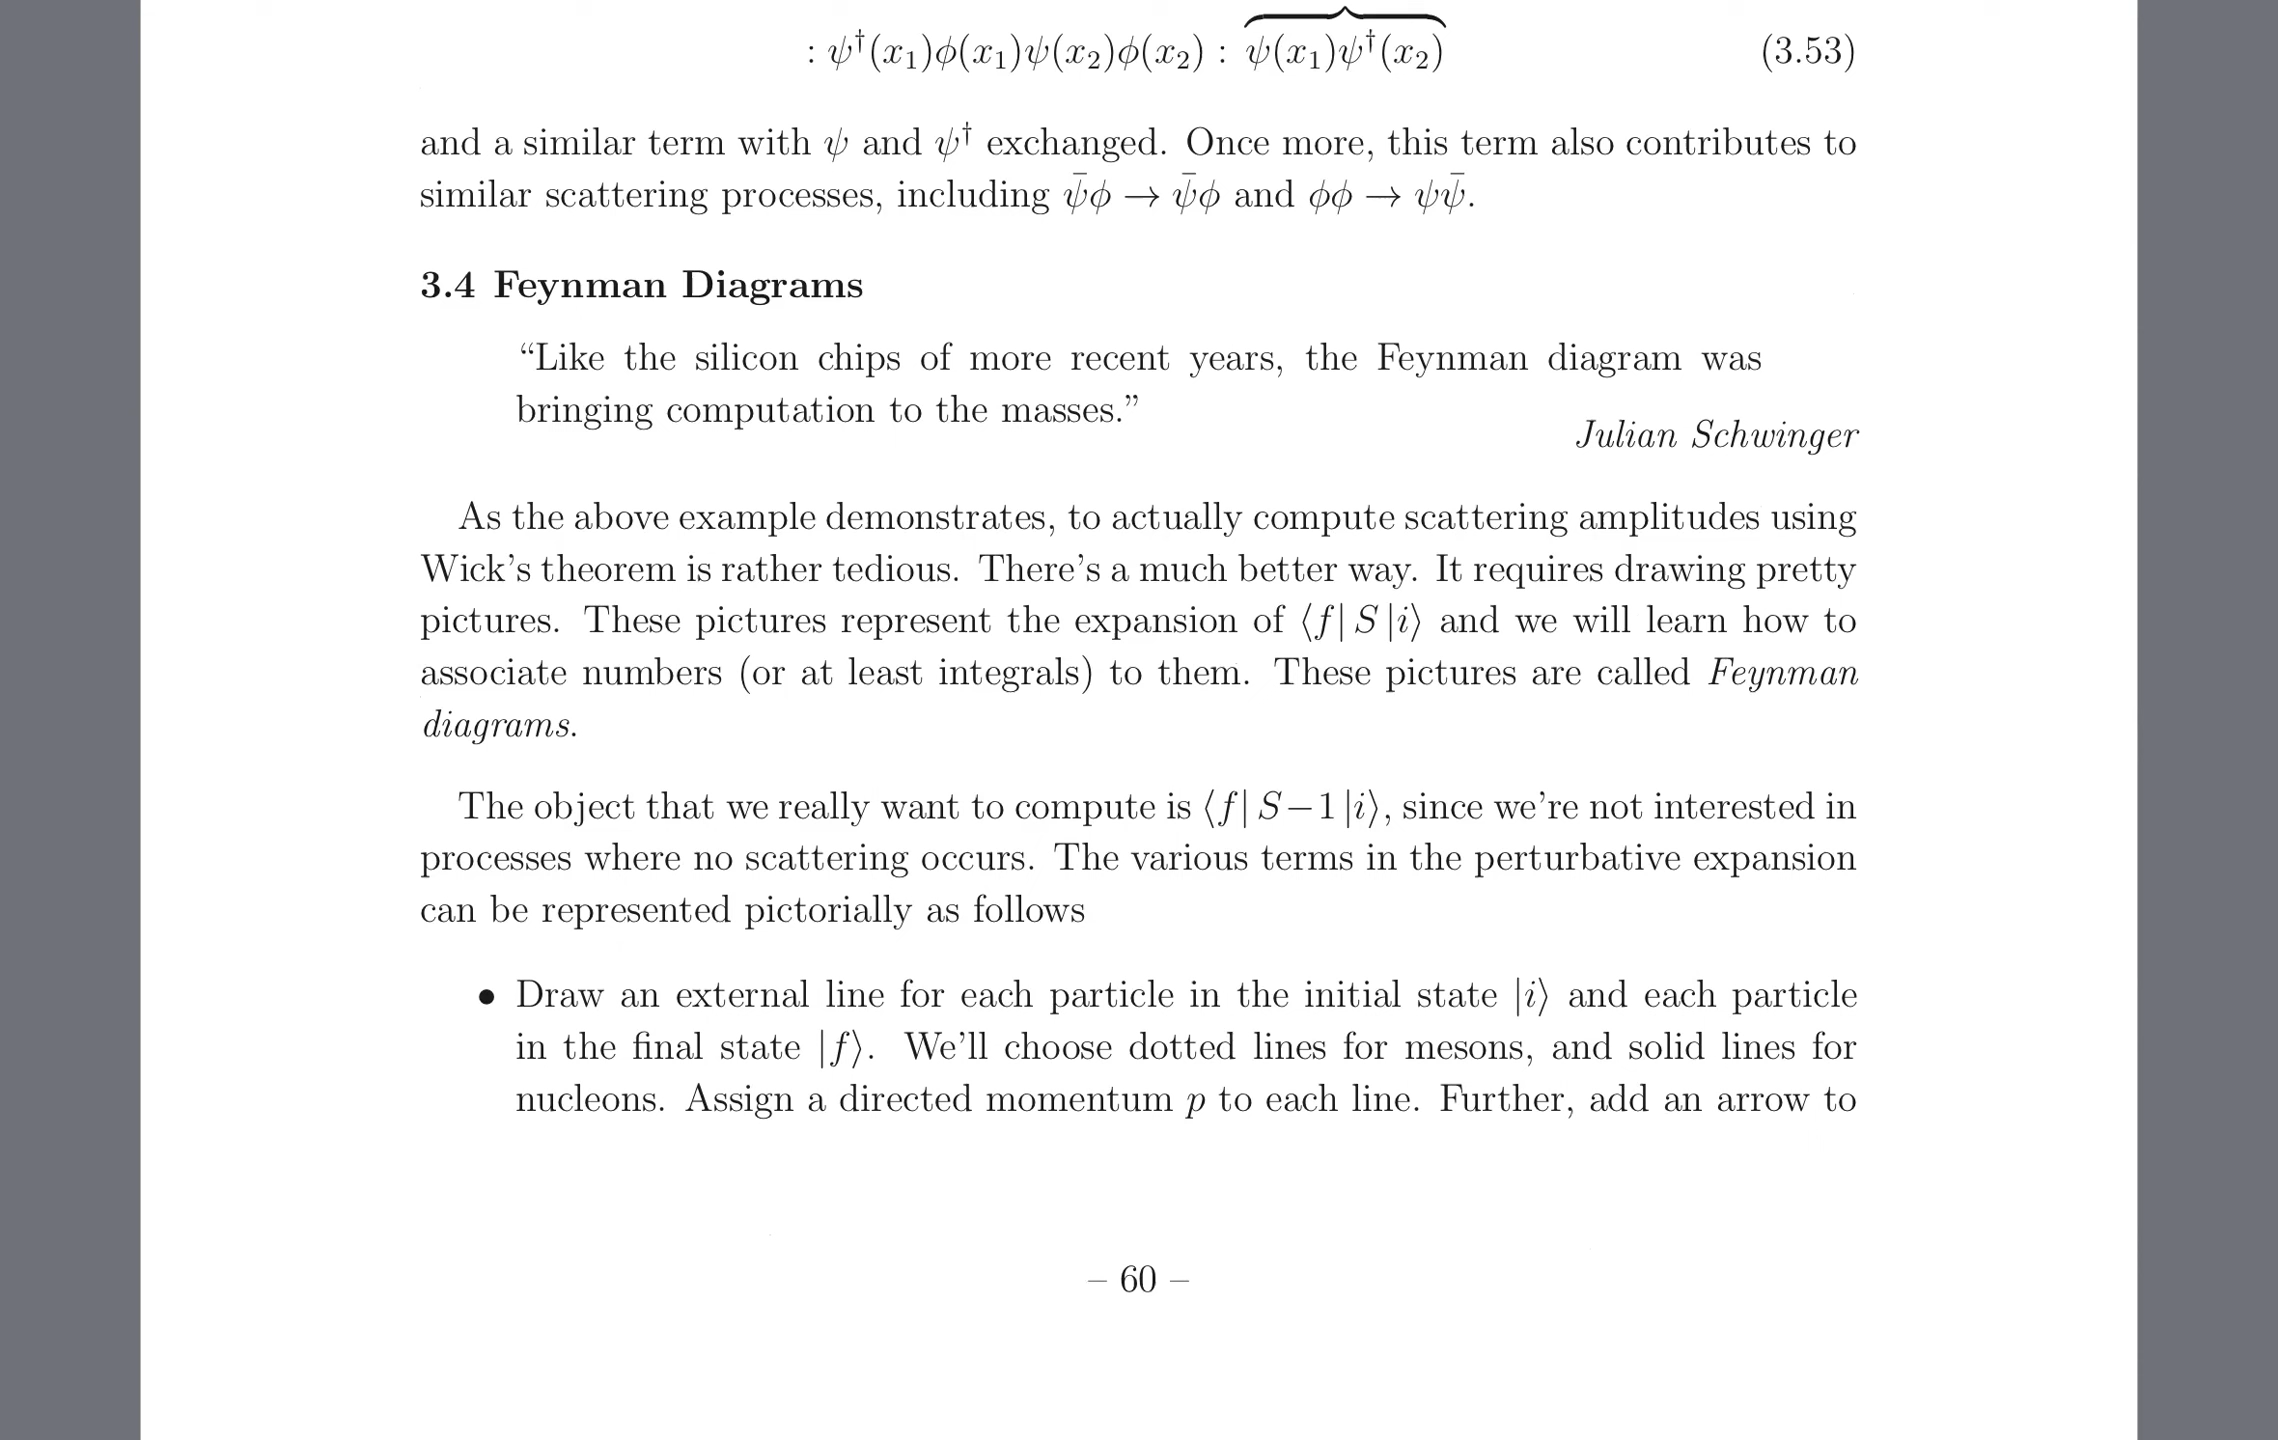 : ψ†(x₁)φ(x₁)ψ(x₂)φ(x₂) : ⏞ψ(x₁)ψ†(x₂) (3.53)
and a similar term with ψ and ψ† exchanged. Once more, this term also contributes to
similar scattering processes, including ψ̄φ → ψ̄φ and φφ → ψψ̄.
3.4 Feynman Diagrams
“Like the silicon chips of more recent years, the Feynman diagram was
bringing computation to the masses.”
Julian Schwinger
As the above example demonstrates, to actually compute scattering amplitudes using
Wick’s theorem is rather tedious. There’s a much better way. It requires drawing pretty
pictures. These pictures represent the expansion of ⟨f| S |i⟩ and we will learn how to
associate numbers (or at least integrals) to them. These pictures are called Feynman
diagrams.
The object that we really want to compute is ⟨f| S−1 |i⟩, since we’re not interested in
processes where no scattering occurs. The various terms in the perturbative expansion
can be represented pictorially as follows
• Draw an external line for each particle in the initial state |i⟩ and each particle
in the final state |f⟩. We’ll choose dotted lines for mesons, and solid lines for
nucleons. Assign a directed momentum p to each line. Further, add an arrow to
– 60 –